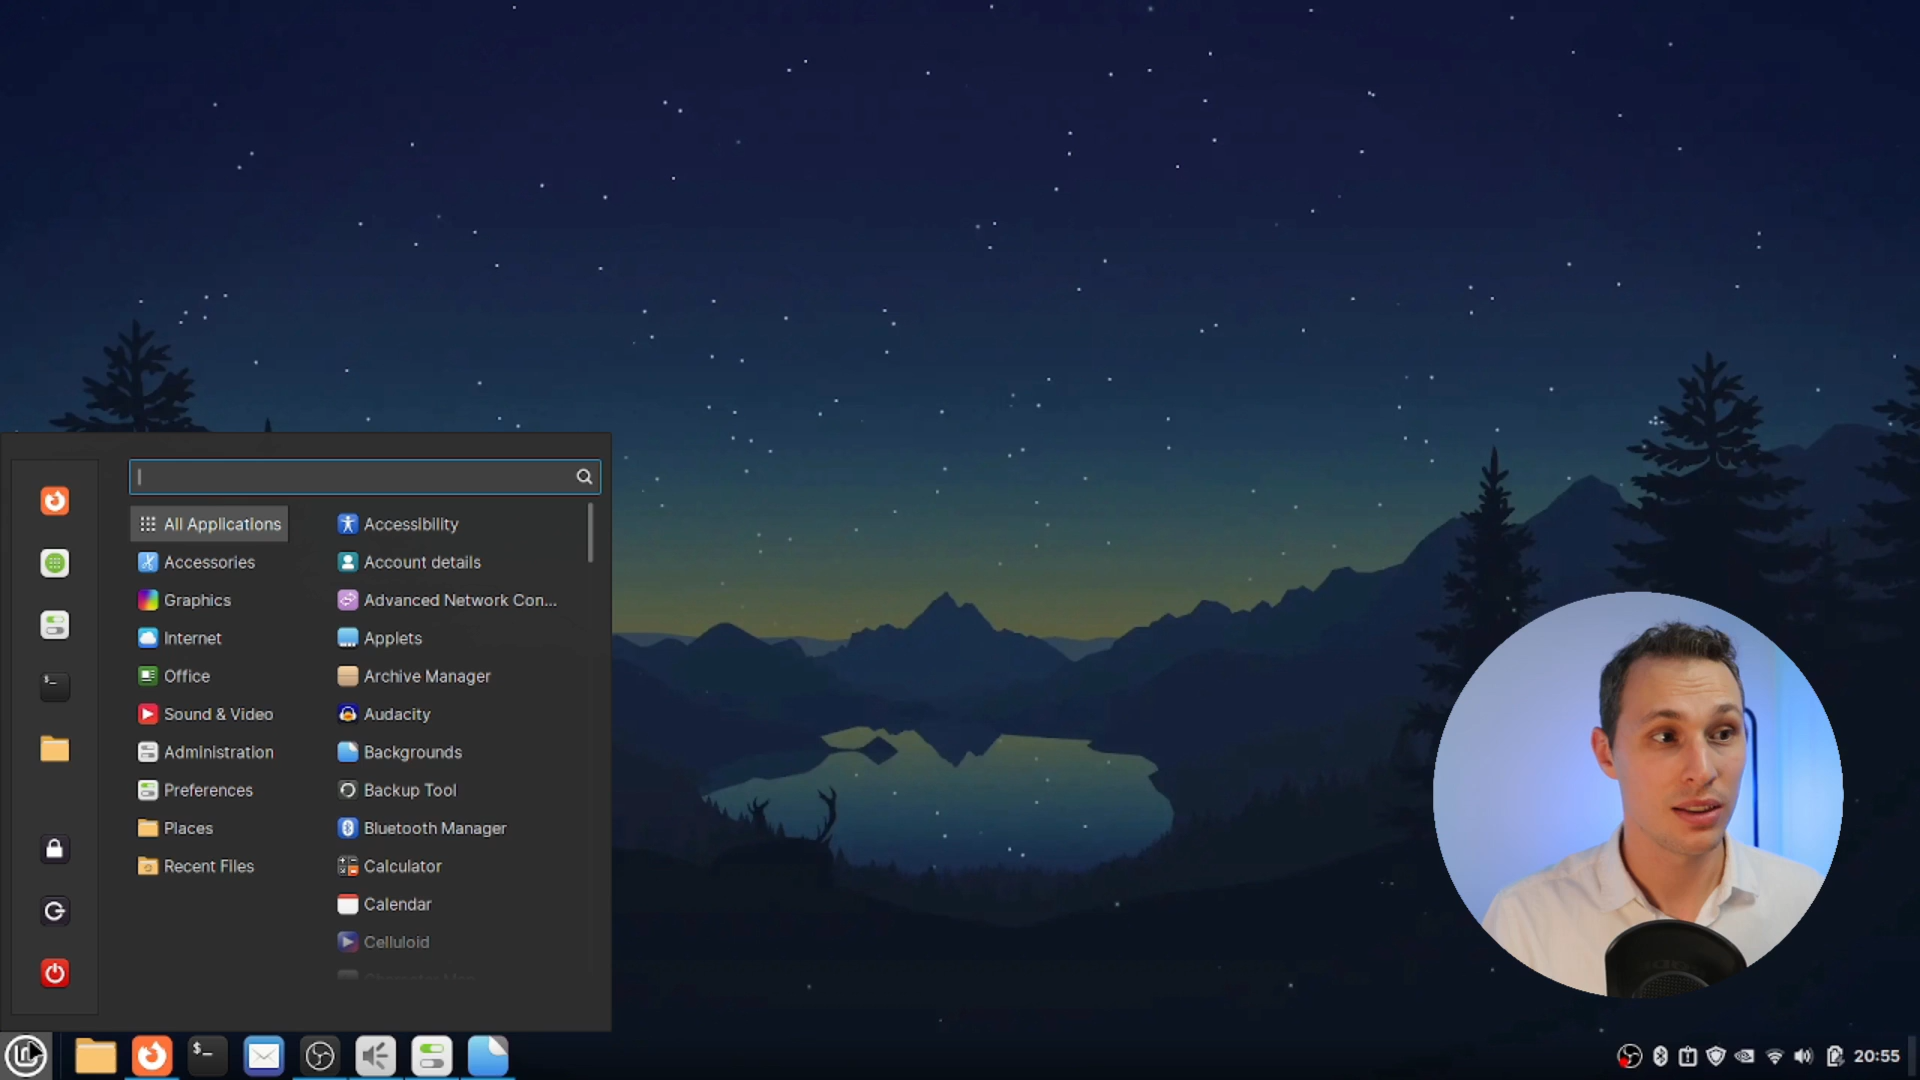 All Applications
Accessories
Graphics
Internet
Office
Sound & Video
Administration
Preferences
Places
Recent Files
Accessibility
Account details
Advanced Network Con...
Applets
Archive Manager
Audacity
Backgrounds
Backup Tool
Bluetooth Manager
Calculator
Calendar
Celluloid
$_
$_
20:55